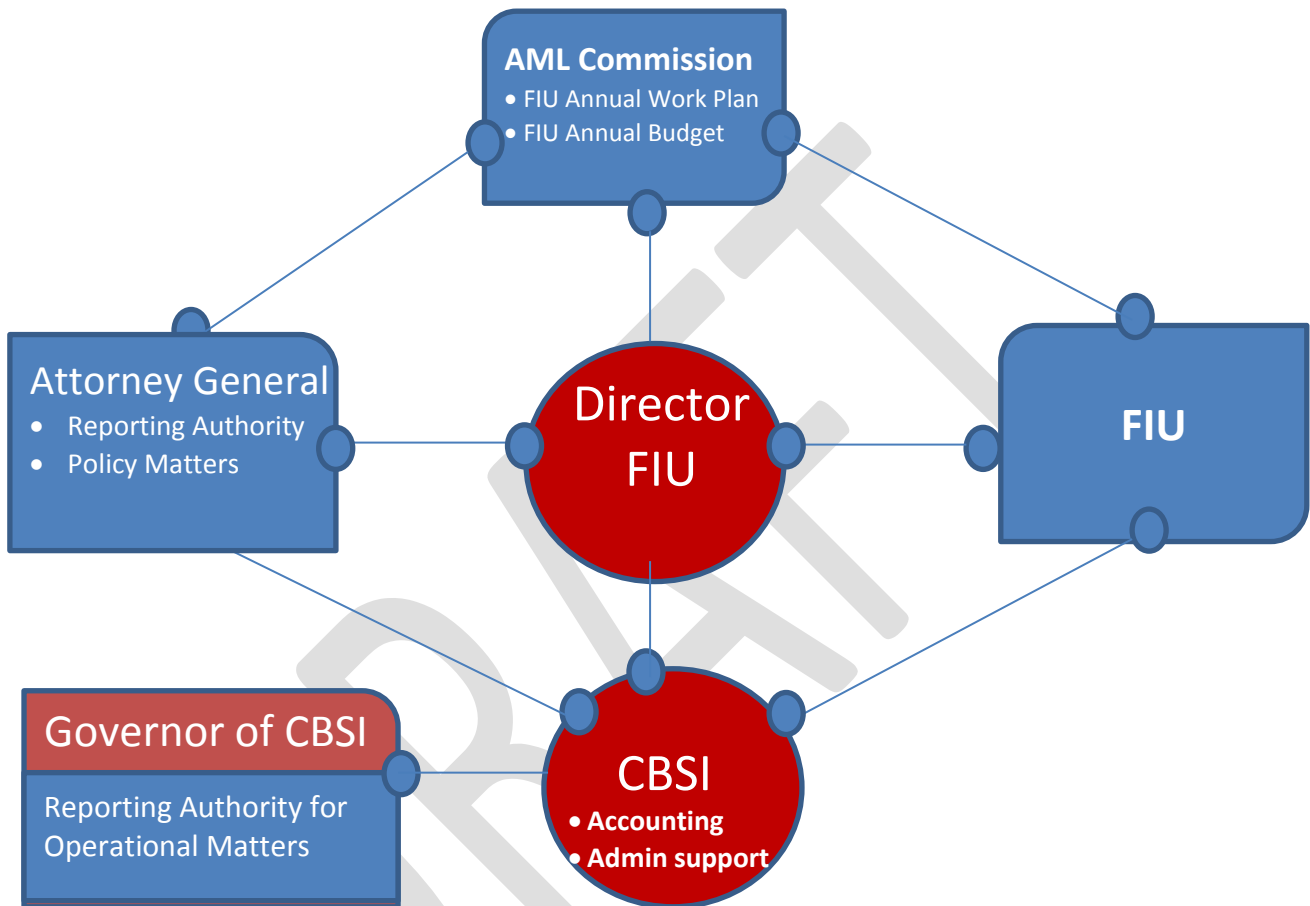 AML Commission
• FIU Annual Work Plan
• FIU Annual Budget
Attorney General
• Reporting Authority
• Policy Matters
Director
FIU
FIU
Governor of CBSI
Reporting Authority for
Operational Matters
CBSI
• Accounting
• Admin support
DRAFT